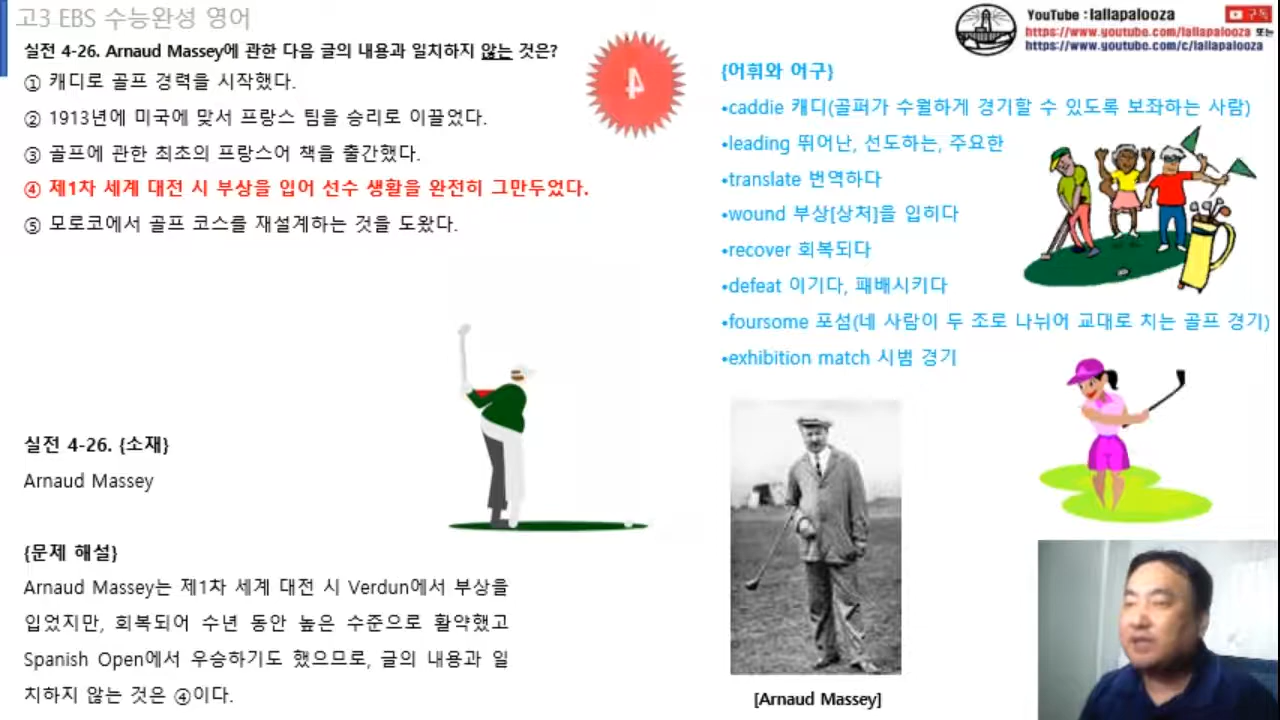 고3 EBS 수능완성 영어
실전 4-26. Arnaud Massey에 관한 다음 글의 내용과 일치하지 않는 것은?
① 캐디로 골프 경력을 시작했다.
② 1913년에 미국에 맞서 프랑스 팀을 승리로 이끌었다.
③ 골프에 관한 최초의 프랑스어 책을 출간했다.
④ 제1차 세계 대전 시 부상을 입어 선수 생활을 완전히 그만두었다.
⑤ 모로코에서 골프 코스를 재설계하는 것을 도왔다.
4
실전 4-26. {소재}
Arnaud Massey
{문제 해설}
Arnaud Massey는 제1차 세계 대전 시 Verdun에서 부상을
입었지만, 회복되어 수년 동안 높은 수준으로 활약했고
Spanish Open에서 우승하기도 했으므로, 글의 내용과 일
치하지 않는 것은 ④이다.
YouTube : lallapalooza
구독
https://www.youtube.com/lallapalooza 또는
https://www.youtube.com/c/lallapalooza
{어휘와 어구}
•caddie 캐디(골퍼가 수월하게 경기할 수 있도록 보좌하는 사람)
•leading 뛰어난, 선도하는, 주요한
•translate 번역하다
•wound 부상[상처]을 입히다
•recover 회복되다
•defeat 이기다, 패배시키다
•foursome 포섬(네 사람이 두 조로 나뉘어 교대로 치는 골프 경기)
•exhibition match 시범 경기
[Arnaud Massey]